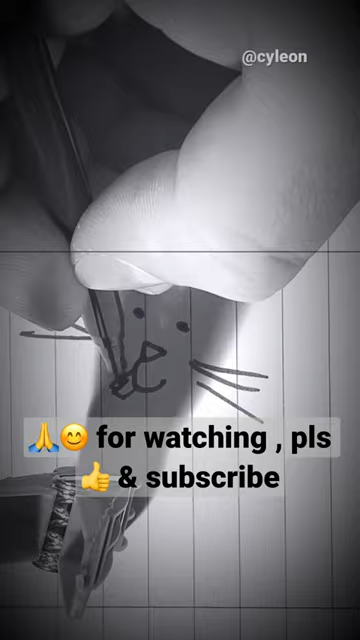 @cyleon
🙏😊 for watching , pls
👍 & subscribe